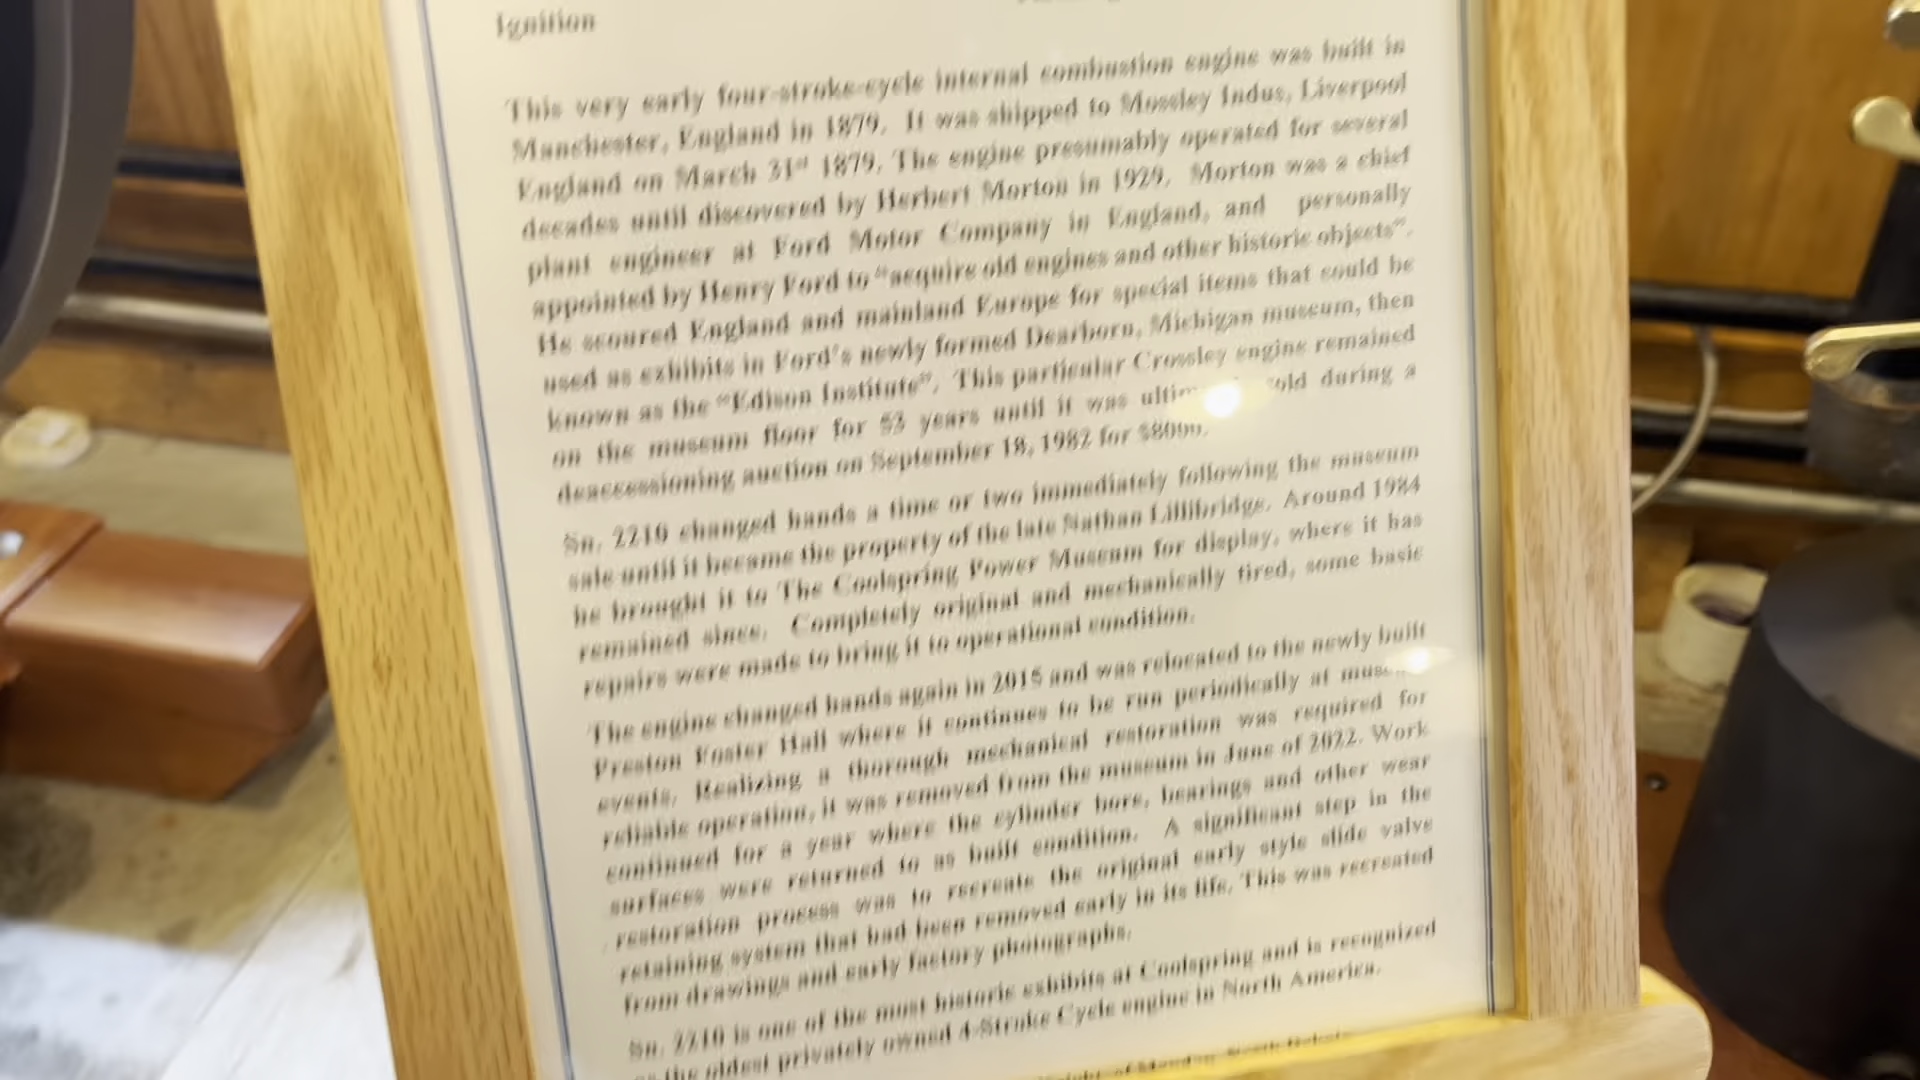 Ignition
This very early four-stroke-cycle internal combustion engine was built in
Manchester, England in 1879. It was shipped to Mossley Indus, Liverpool
England on March 31st 1879. The engine presumably operated for several
decades until discovered by Herbert Morton in 1929. Morton was a chief
plant engineer at Ford Motor Company in England, and personally
appointed by Henry Ford to "acquire old engines and other historic objects".
He scoured England and mainland Europe for special items that could be
used as exhibits in Ford's newly formed Dearborn, Michigan museum, then
known as the "Edison Institute". This particular Crossley engine remained
on the museum floor for 53 years until it was during a
deaccessioning auction on September 18, 1982 for
Sn. 2210 changed hands a time or two immediately following the museum
sale until it became the property of the late Nathan Lillibridge. Around 1984
he brought it to The Coolspring Power Museum for display, where it has
remained since. Completely original and mechanically tired, some basic
repairs were made to bring it to operational condition.
The engine changed hands again in 2015 and was relocated to the newly built
Preston Foster Hall where it continues to be run periodically at
events. Realizing a thorough mechanical restoration was required for
reliable operation, it was removed from the museum in June of 2022. Work
continued for a year where the cylinder bore, bearings and other wear
surfaces were returned to as built condition. A significant step in the
restoration process was to recreate the original early style slide valve
retaining system that had been removed early in its life. This was recreated
from drawings and early factory photographs.
Sn. 2210 is one of the most historic exhibits at Coolspring and is recognized
as the oldest privately owned 4-Stroke Cycle engine in North America.